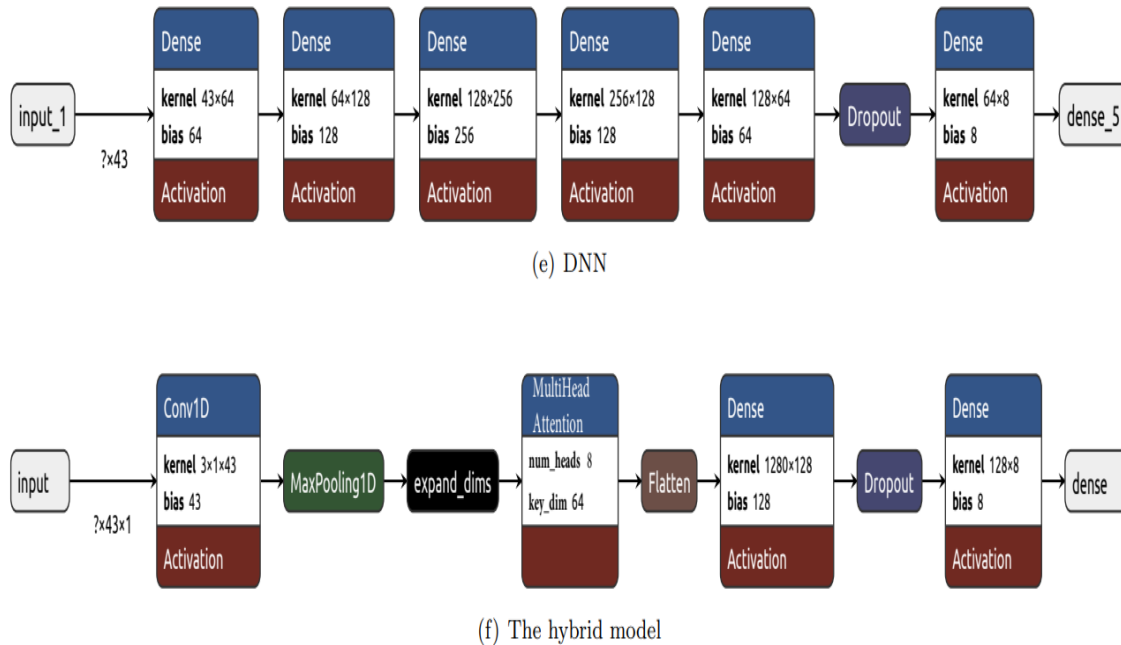 input_1
?×43
Dense
kernel 43×64
bias 64
Activation
Dense
kernel 64×128
bias 128
Activation
Dense
kernel 128×256
bias 256
Activation
Dense
kernel 256×128
bias 128
Activation
Dense
kernel 128×64
bias 64
Activation
Dropout
Dense
kernel 64×8
bias 8
Activation
dense_5
(e) DNN
input
?×43×1
Conv1D
kernel 3×1×43
bias 43
Activation
MaxPooling1D
expand_dims
MultiHead
Attention
num_heads 8
key_dim 64
Flatten
Dense
kernel 1280×128
bias 128
Activation
Dropout
Dense
kernel 128×8
bias 8
Activation
dense
(f) The hybrid model